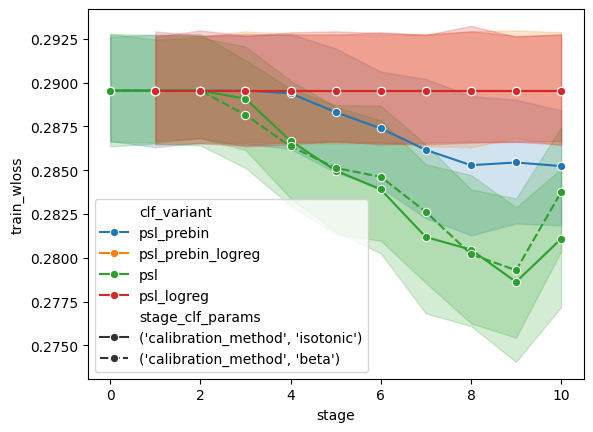 0.2925
0.2900
0.2875
0.2850
0.2825
0.2800
0.2775
0.2750
train_wloss
clf_variant
psl_prebin
psl_prebin_logreg
psl
psl_logreg
stage_clf_params
('calibration_method', 'isotonic')
('calibration_method', 'beta')
0 2 4 6 8 10
stage